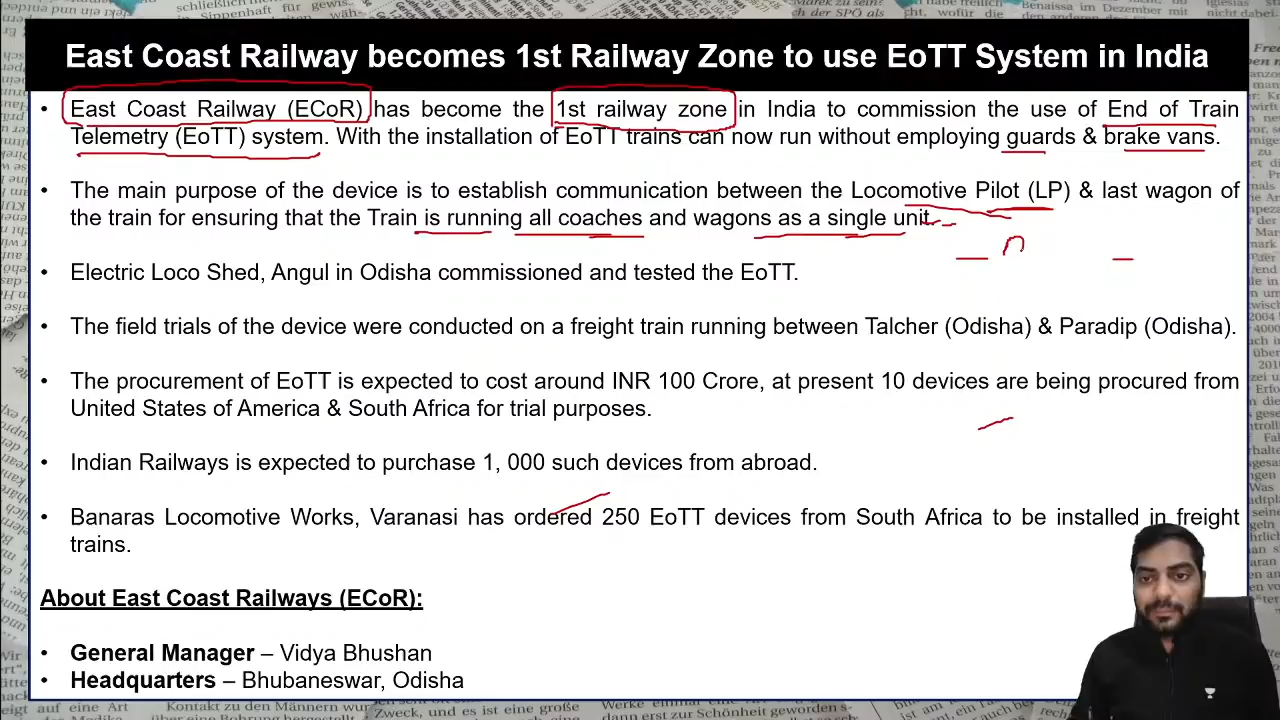 East Coast Railway becomes 1st Railway Zone to use EoTT System in India
• East Coast Railway (ECoR) has become the 1st railway zone in India to commission the use of End of Train
Telemetry (EoTT) system. With the installation of EoTT trains can now run without employing guards & brake vans.
• The main purpose of the device is to establish communication between the Locomotive Pilot (LP) & last wagon of
the train for ensuring that the Train is running all coaches and wagons as a single unit.
• Electric Loco Shed, Angul in Odisha commissioned and tested the EoTT.
• The field trials of the device were conducted on a freight train running between Talcher (Odisha) & Paradip (Odisha).
• The procurement of EoTT is expected to cost around INR 100 Crore, at present 10 devices are being procured from
United States of America & South Africa for trial purposes.
• Indian Railways is expected to purchase 1, 000 such devices from abroad.
• Banaras Locomotive Works, Varanasi has ordered 250 EoTT devices from South Africa to be installed in freight
trains.
About East Coast Railways (ECoR):
• General Manager – Vidya Bhushan
• Headquarters – Bhubaneswar, Odisha